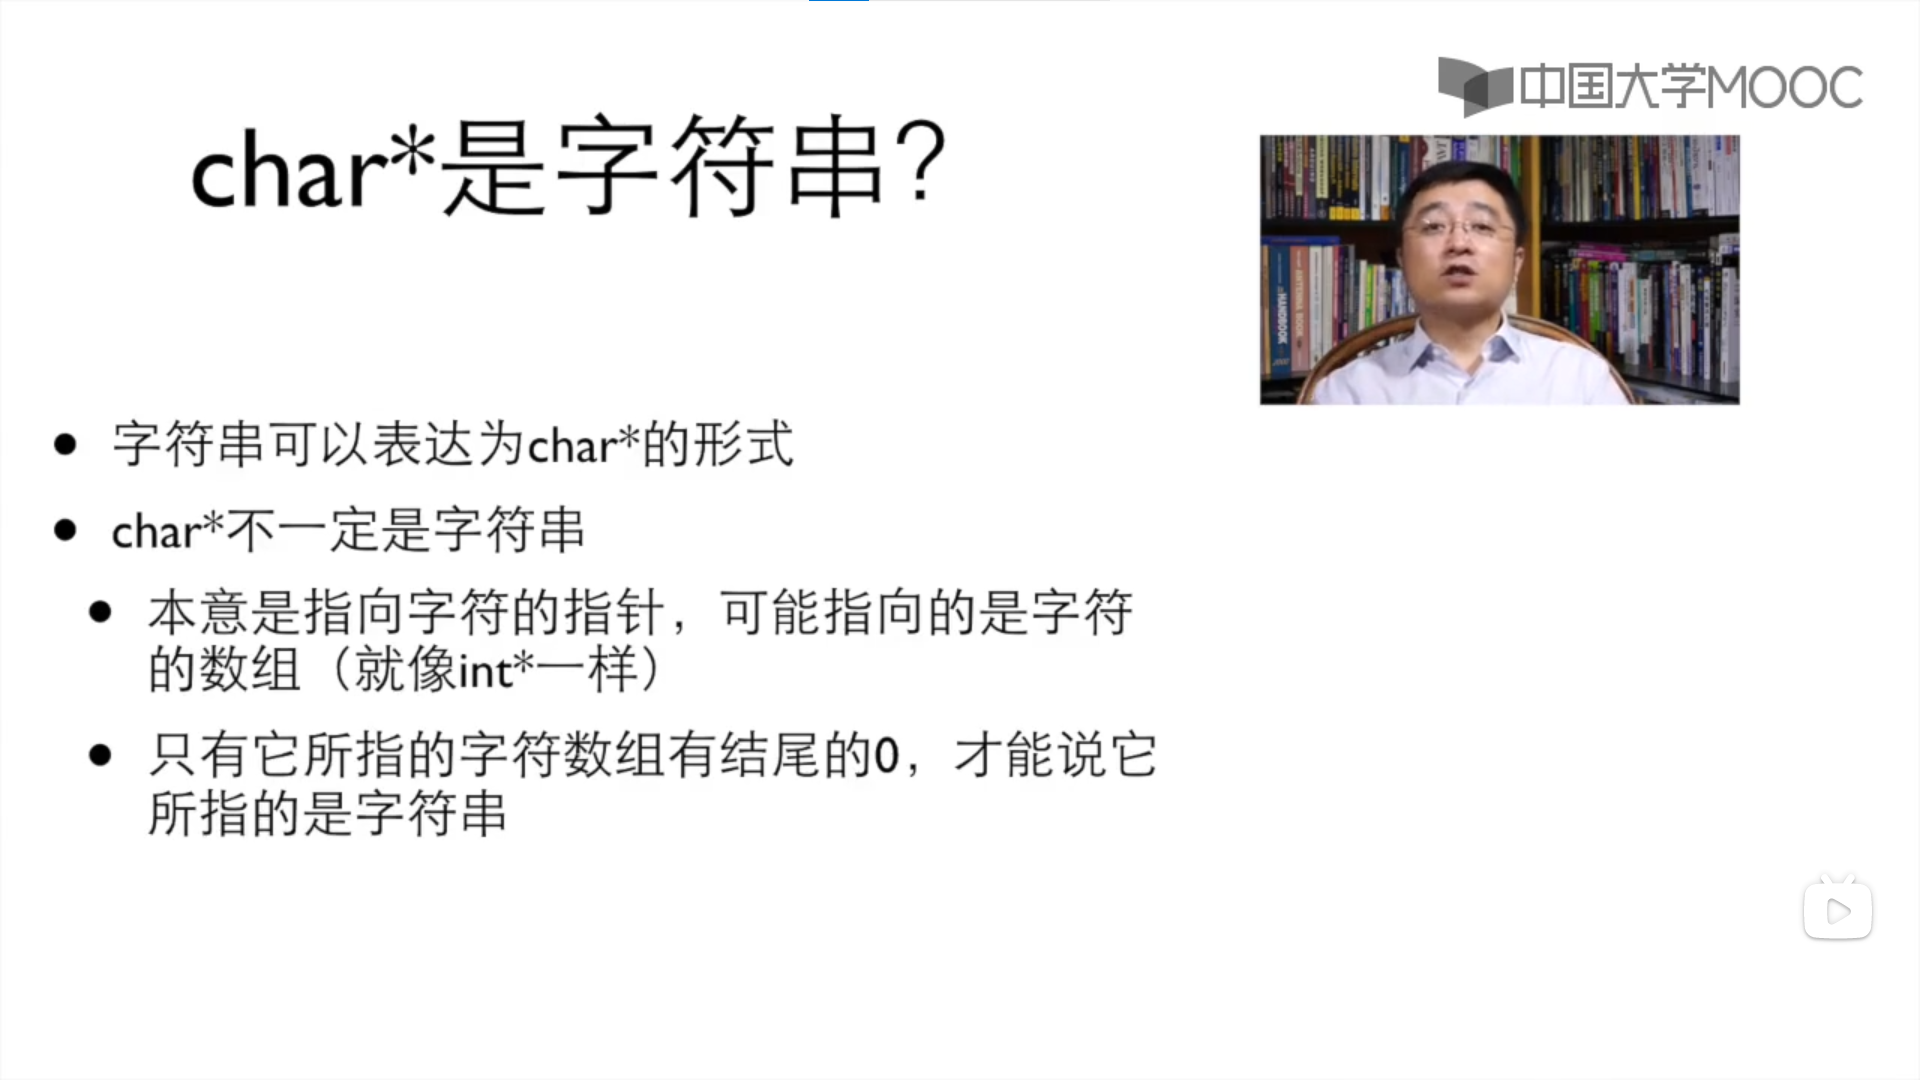 中国大学MOOC
char*是字符串？
字符串可以表达为char*的形式
char*不一定是字符串
本意是指向字符的指针，可能指向的是字符
的数组（就像int*一样）
只有它所指的字符数组有结尾的0，才能说它
所指的是字符串
HANDBOOK